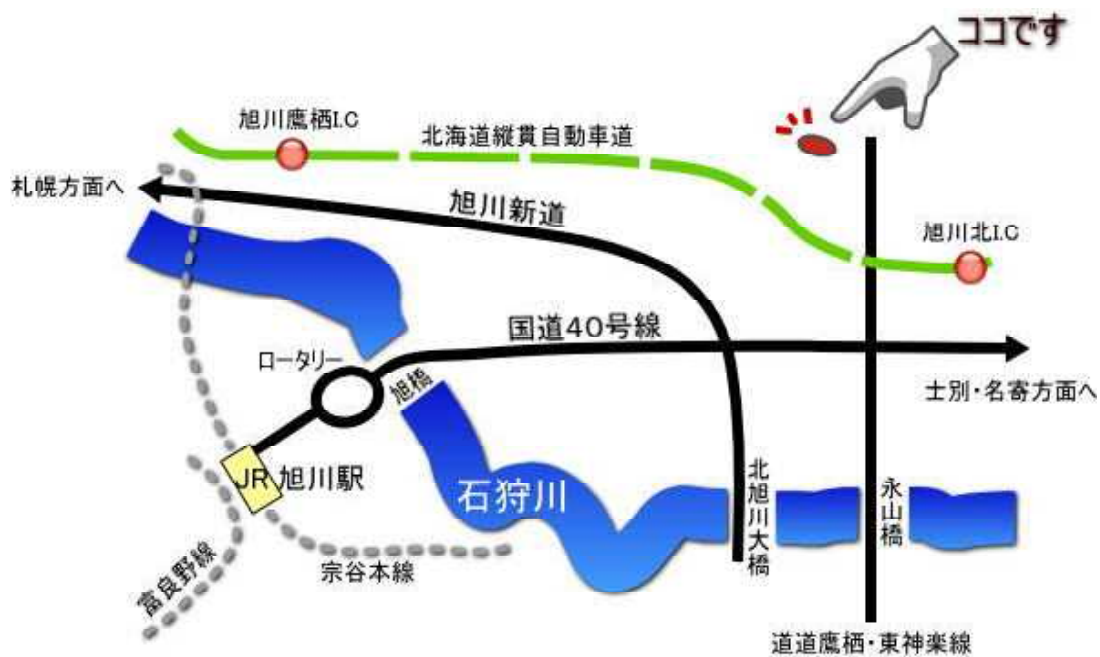 ココです
旭川鷹栖I.C
北海道縦貫自動車道
札幌方面へ
旭川新道
旭川北I.C
国道40号線
ロータリー
旭橋
士別・名寄方面へ
JR 旭川駅
石狩川
北旭川大橋
永山橋
宗谷本線
富良野線
道道鷹栖・東神楽線